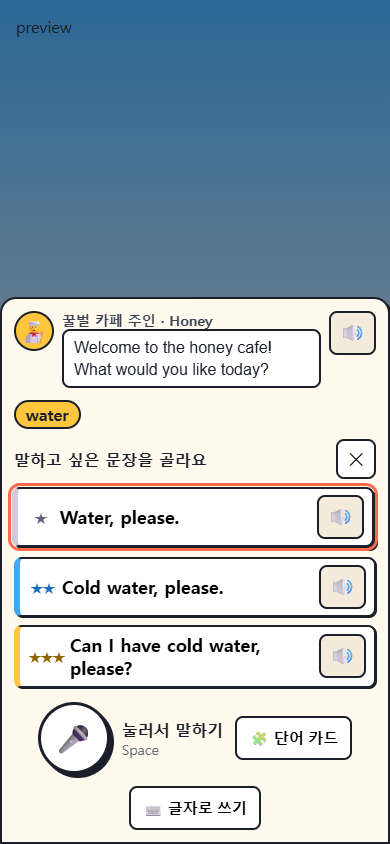 preview
꿀벌 카페 주인 · Honey
Welcome to the honey cafe!
What would you like today?
water
말하고 싶은 문장을 골라요
★ Water, please.
★★ Cold water, please.
★★★ Can I have cold water,
please?
눌러서 말하기
Space
단어 카드
글자로 쓰기